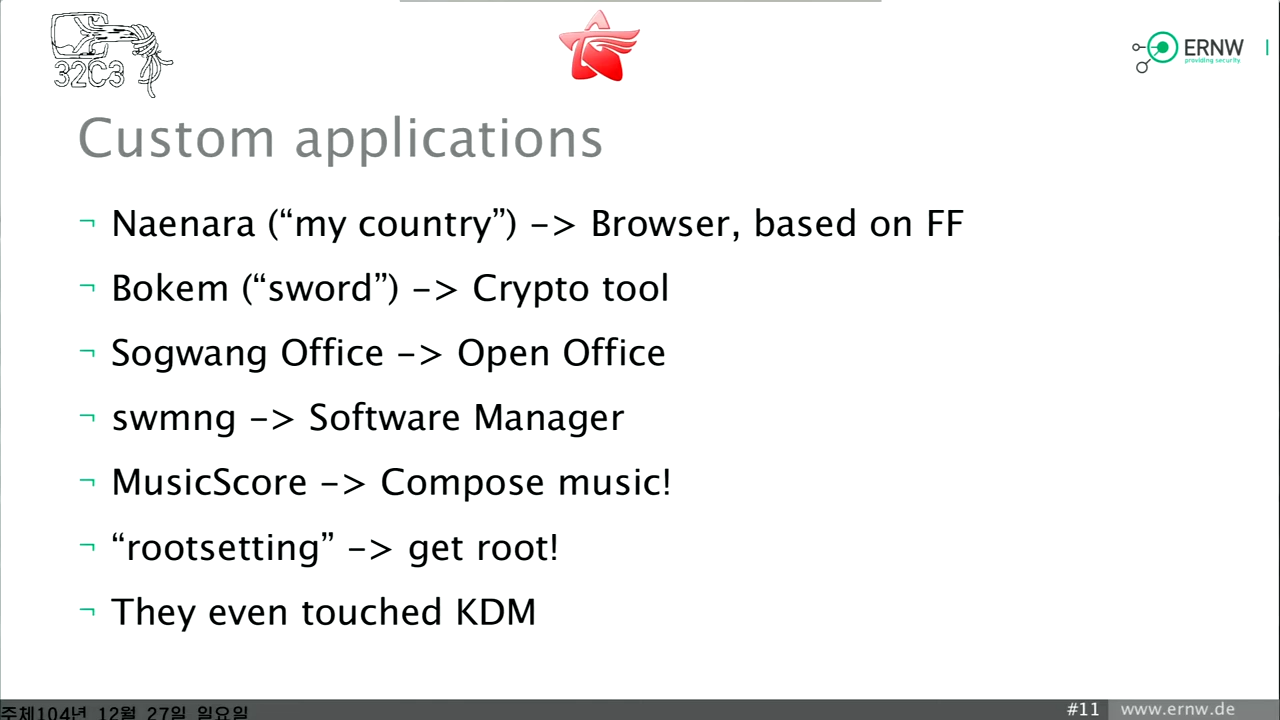 32C3
ERNW
providing security.
Custom applications
¬ Naenara (“my country”) -> Browser, based on FF
¬ Bokem (“sword”) -> Crypto tool
¬ Sogwang Office -> Open Office
¬ swmng -> Software Manager
¬ MusicScore -> Compose music!
¬ “rootsetting” -> get root!
¬ They even touched KDM
주체104년 12월 27일 일요일
#11 www.ernw.de